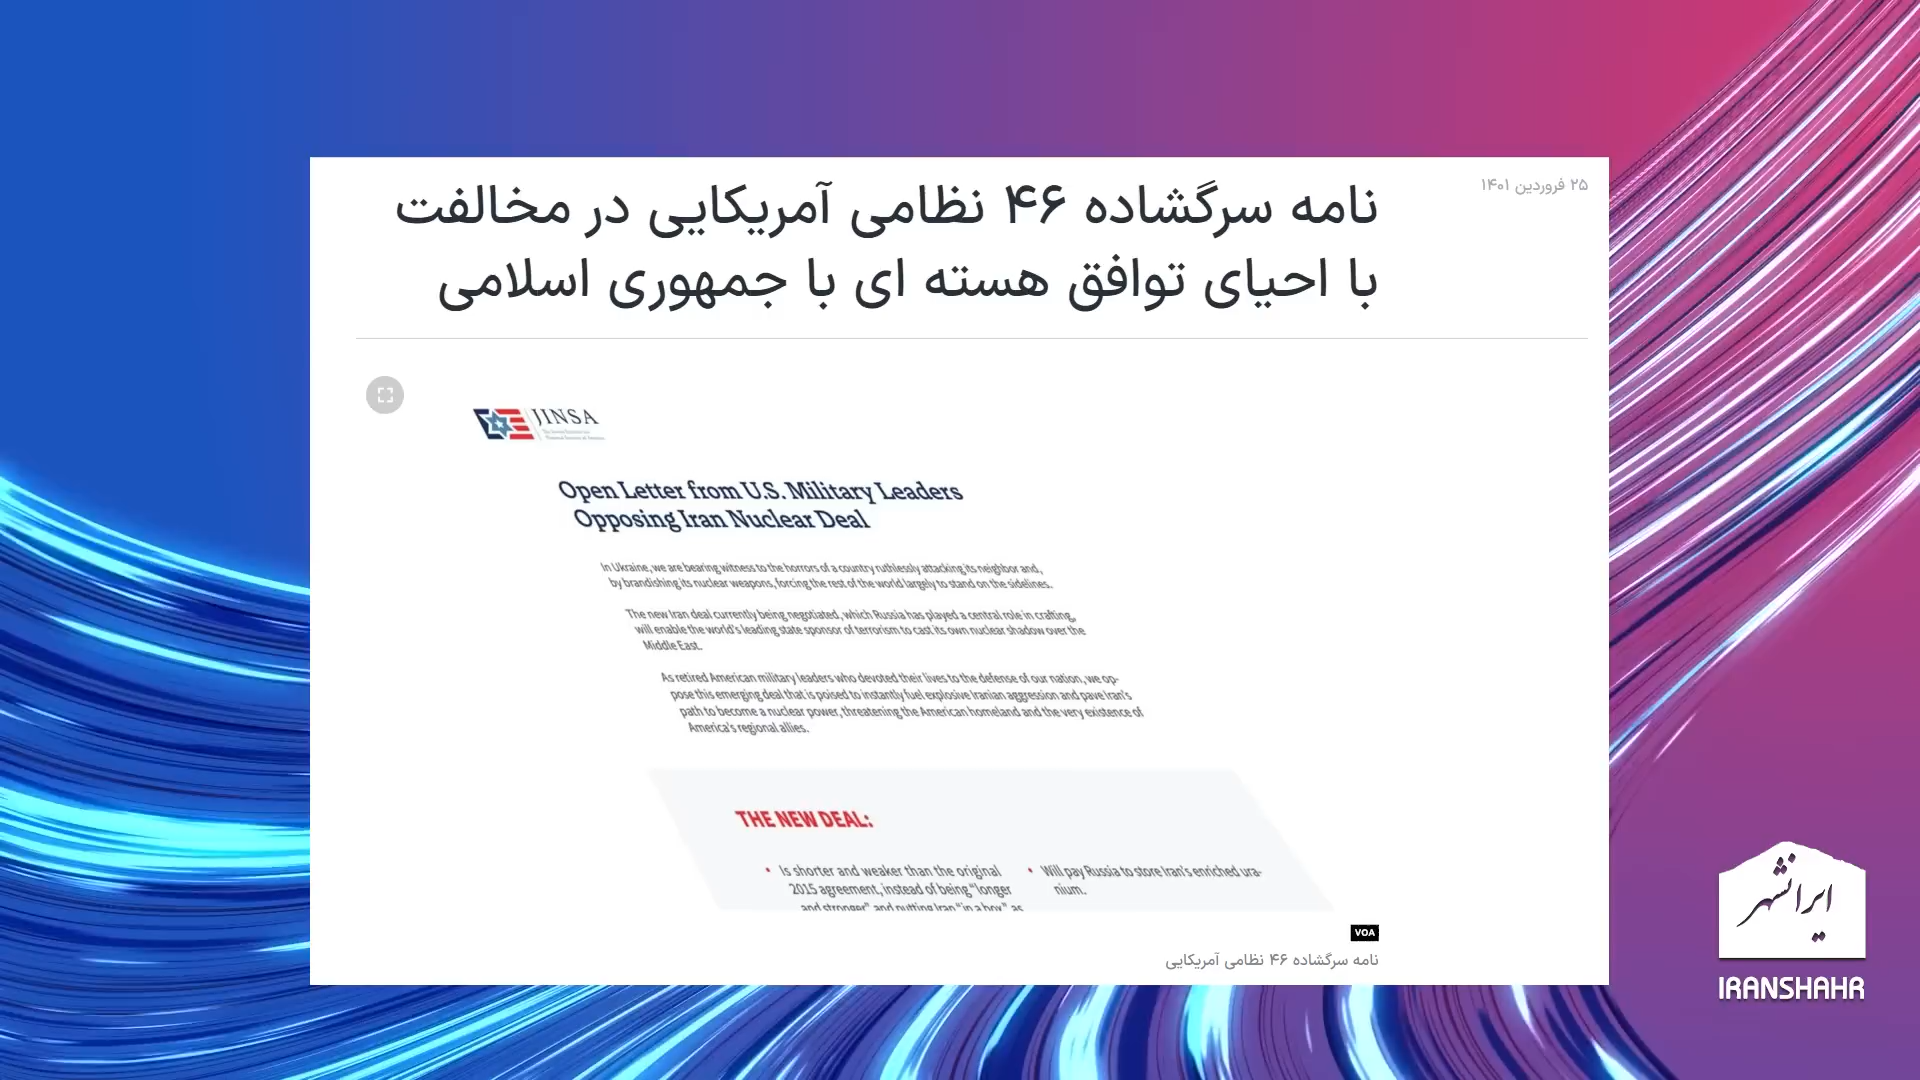 ۲۵ فروردین ۱۴۰۱
نامه سرگشاده ۴۶ نظامی آمریکایی در مخالفت
با احیای توافق هسته ای با جمهوری اسلامی
JINSA
Open Letter from U.S. Military Leaders
Opposing Iran Nuclear Deal
In Ukraine, we are bearing witness to the horrors of a country ruthlessly attacking its neighbor and,
by brandishing its nuclear weapons, forcing the rest of the world largely to stand on the sidelines.
The new Iran deal currently being negotiated, which Russia has played a central role in crafting,
will enable the world's leading state sponsor of terrorism to cast its own nuclear shadow over the
Middle East.
As retired American military leaders who devoted their lives to the defense of our nation, we op-
pose this emerging deal that is poised to instantly fuel explosive Iranian aggression and pave Iran's
path to become a nuclear power, threatening the American homeland and the very existence of
America's regional allies.
THE NEW DEAL:
• Is shorter and weaker than the original
2015 agreement, instead of being “longer
and stronger” and putting Iran “in a box” as
• Will pay Russia to store Iran's enriched ura-
nium.
VOA
نامه سرگشاده ۴۶ نظامی آمریکایی
ایرانشهر
IRANSHAHR